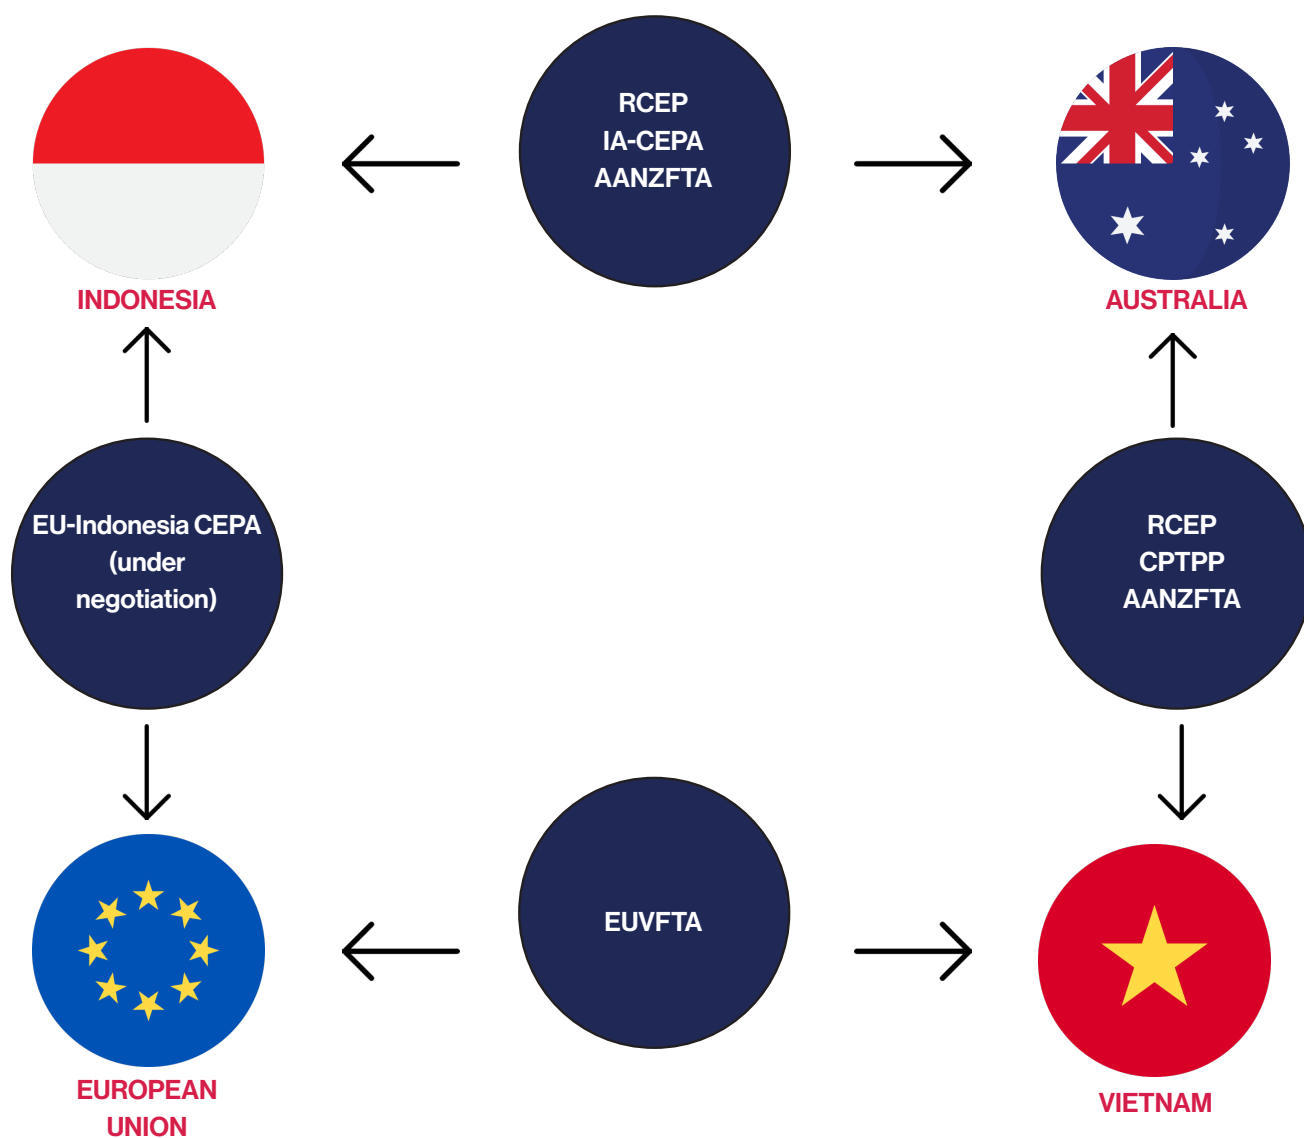 RCEP
IA-CEPA
AANZFTA
INDONESIA
AUSTRALIA
EU-Indonesia CEPA
(under
negotiation)
RCEP
CPTPP
AANZFTA
EUVFTA
EUROPEAN
UNION
VIETNAM